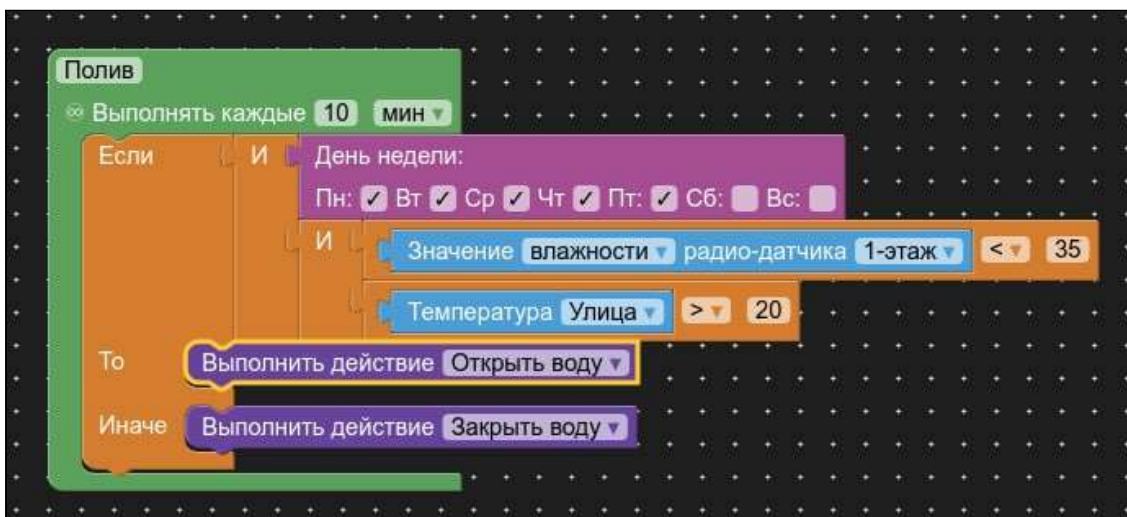 Полив
∞ Выполнять каждые 10 мин
Если И День недели:
Пн: ✓ Вт ✓ Ср ✓ Чт ✓ Пт: ✓ Сб: Вс:
И Значение влажности радио-датчика 1-этаж < 35
Температура Улица > 20
То Выполнить действие Открыть воду
Иначе Выполнить действие Закрыть воду